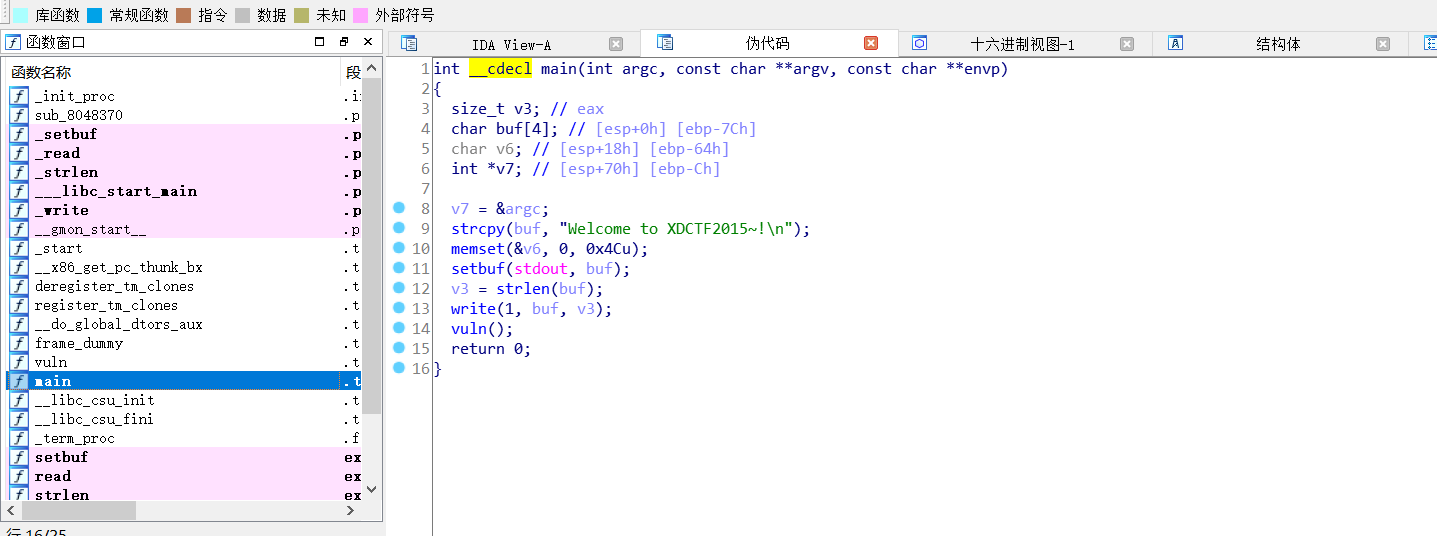 库函数 常规函数 指令 数据 未知 外部符号
函数窗口
函数名称 段
_init_proc .i
sub_8048370 .p
_setbuf .p
_read .p
_strlen .p
___libc_start_main .p
_write .p
__gmon_start__ .p
_start .t
__x86_get_pc_thunk_bx .t
deregister_tm_clones .t
register_tm_clones .t
__do_global_dtors_aux .t
frame_dummy .t
vuln .t
main .t
__libc_csu_init .t
__libc_csu_fini .t
_term_proc .f
setbuf ex
read ex
strlen ex
行 16/25
IDA View-A 伪代码 十六进制视图-1 结构体
1 int __cdecl main(int argc, const char **argv, const char **envp)
2 {
3 size_t v3; // eax
4 char buf[4]; // [esp+0h] [ebp-7Ch]
5 char v6; // [esp+18h] [ebp-64h]
6 int *v7; // [esp+70h] [ebp-Ch]
7
8 v7 = &argc;
9 strcpy(buf, "Welcome to XDCTF2015~!\n");
10 memset(&v6, 0, 0x4Cu);
11 setbuf(stdout, buf);
12 v3 = strlen(buf);
13 write(1, buf, v3);
14 vuln();
15 return 0;
16 }